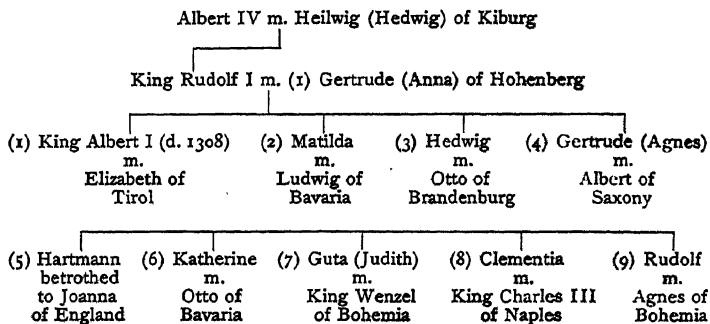 Albert IV m. Heilwig (Hedwig) of Kiburg
King Rudolf I m. (1) Gertrude (Anna) of Hohenberg
(1) King Albert I (d. 1308) (2) Matilda (3) Hedwig (4) Gertrude (Agnes)
m. m. m. m.
Elizabeth of Ludwig of Otto of Albert of
Tirol Bavaria Brandenburg Saxony
(5) Hartmann (6) Katherine (7) Guta (Judith) (8) Clementia (9) Rudolf
betrothed m. m. m. m.
to Joanna Otto of King Wenzel King Charles III Agnes of
of England Bavaria of Bohemia of Naples Bohemia